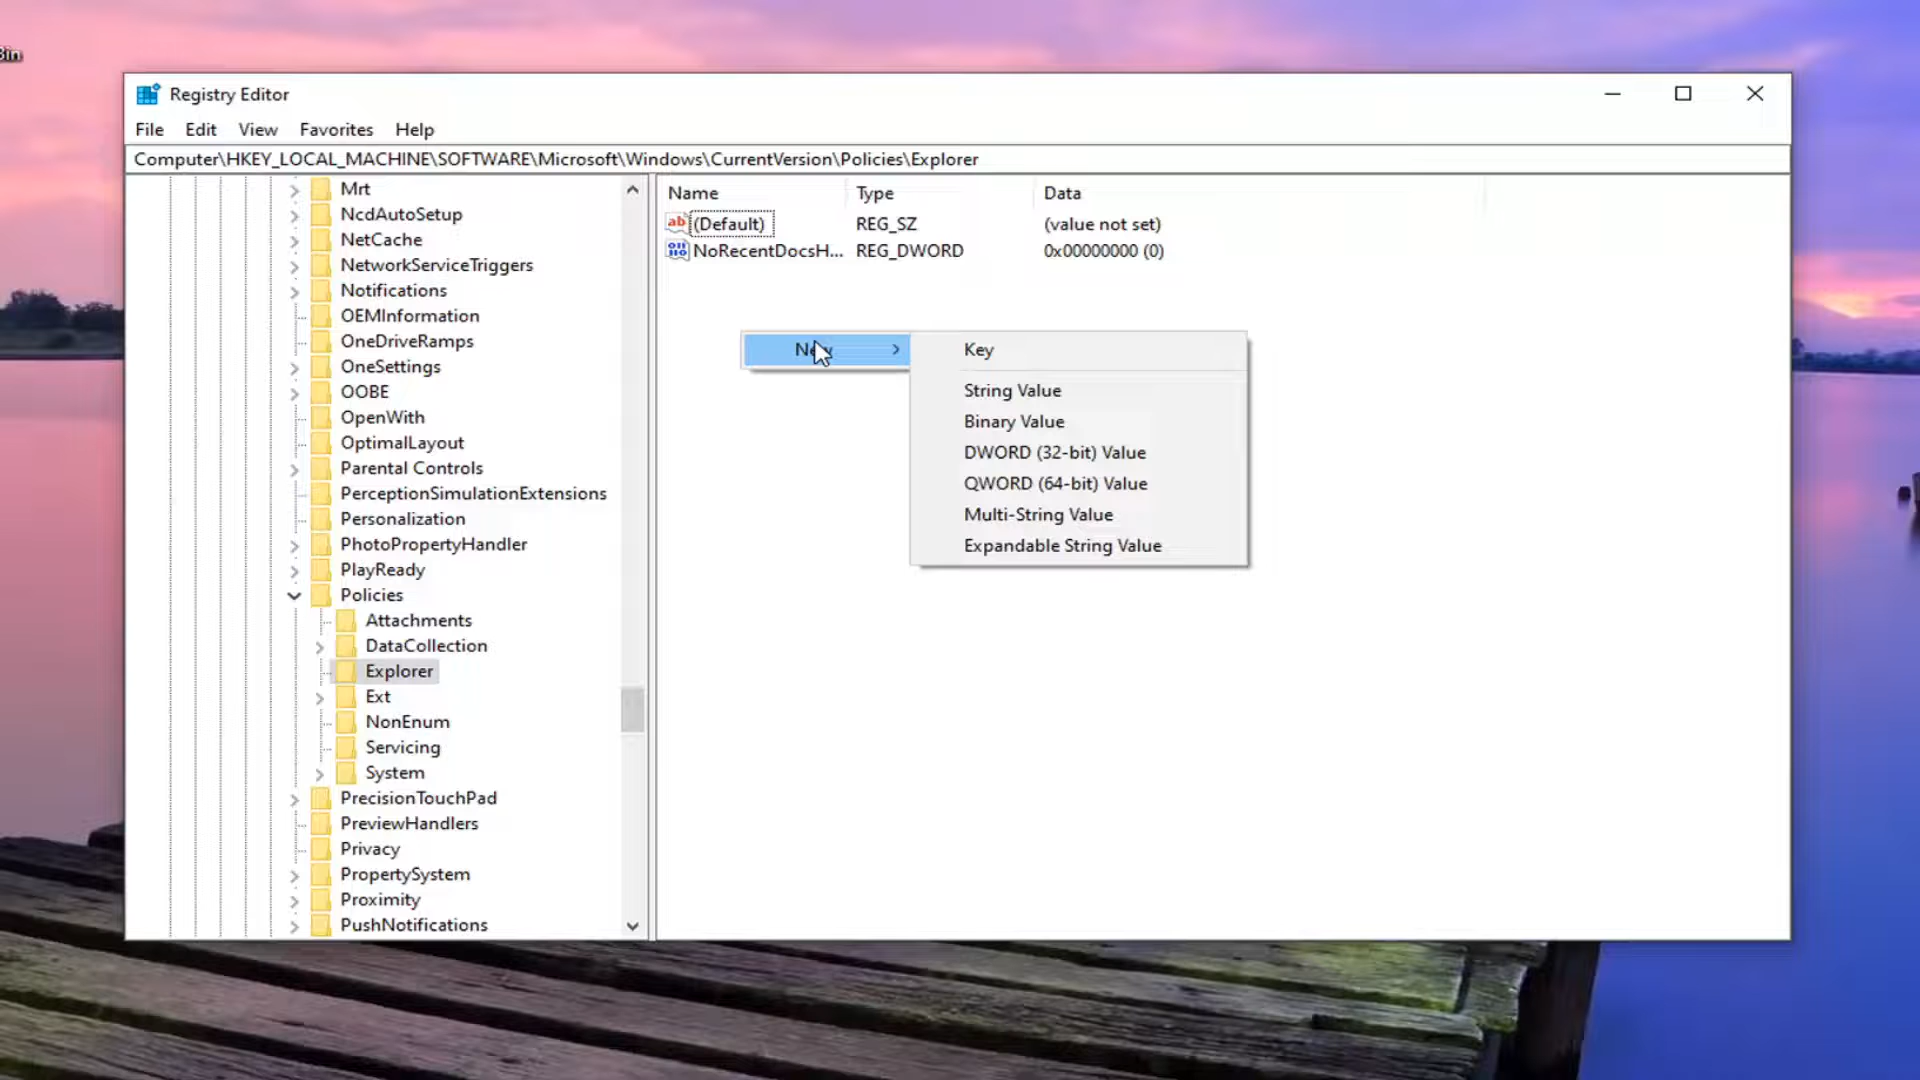 Bin
Registry Editor
File Edit View Favorites Help
Computer\HKEY_LOCAL_MACHINE\SOFTWARE\Microsoft\Windows\CurrentVersion\Policies\Explorer
Mrt
NcdAutoSetup
NetCache
NetworkServiceTriggers
Notifications
OEMInformation
OneDriveRamps
OneSettings
OOBE
OpenWith
OptimalLayout
Parental Controls
PerceptionSimulationExtensions
Personalization
PhotoPropertyHandler
PlayReady
Policies
Attachments
DataCollection
Explorer
Ext
NonEnum
Servicing
System
PrecisionTouchPad
PreviewHandlers
Privacy
PropertySystem
Proximity
PushNotifications
Name Type Data
(Default) REG_SZ (value not set)
NoRecentDocsH... REG_DWORD 0x00000000 (0)
New
Key
String Value
Binary Value
DWORD (32-bit) Value
QWORD (64-bit) Value
Multi-String Value
Expandable String Value